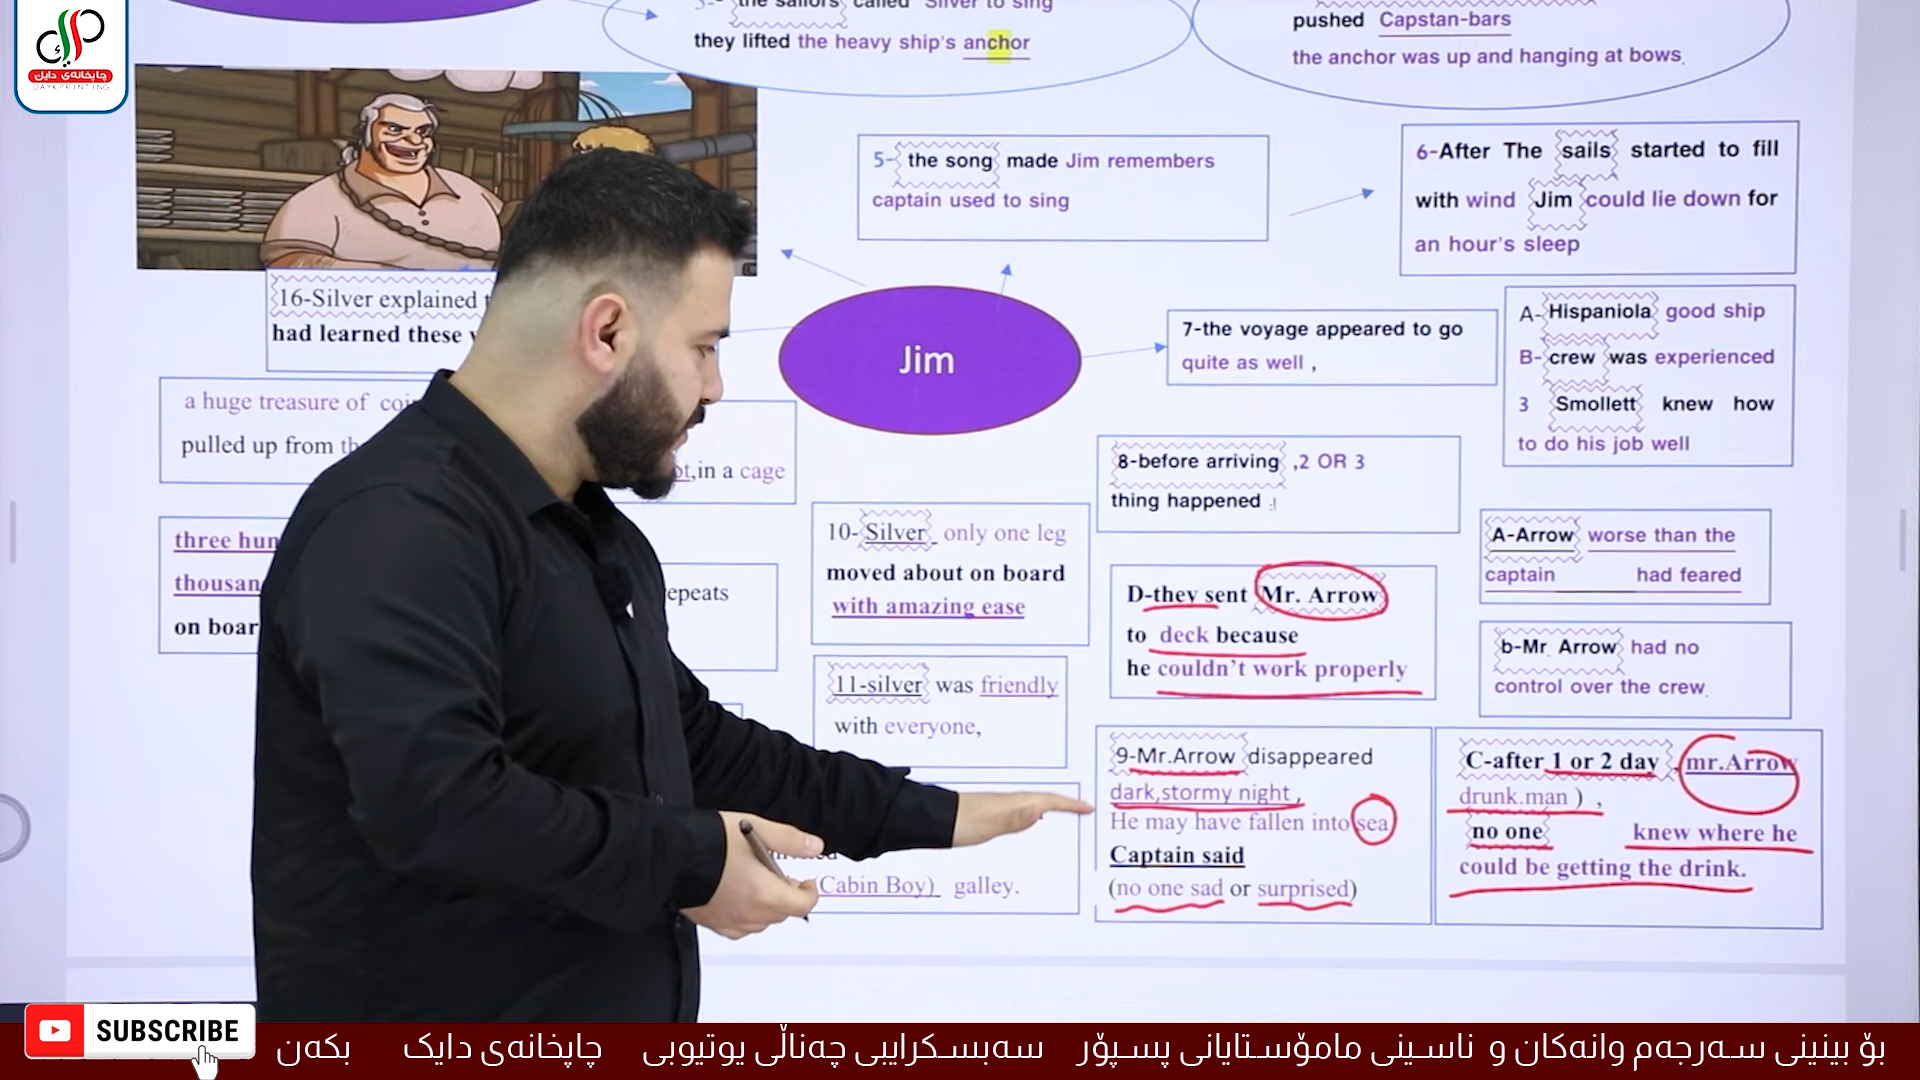 چاپخانەی دایک
DAYK PRINTING
the sailors called Silver to sing
they lifted the heavy ship's anchor
pushed Capstan-bars
the anchor was up and hanging at bows.
5- the song made Jim remembers
captain used to sing
6-After The sails started to fill
with wind Jim could lie down for
an hour's sleep
16-Silver explained
had learned these
Jim
7-the voyage appeared to go
quite as well ,
A- Hispaniola good ship
B- crew was experienced
3 Smollett knew how
to do his job well
a huge treasure of
pulled up from
,in a cage
8-before arriving ,2 OR 3
thing happened :
three
on
10-Silver only one leg
moved about on board
with amazing ease
A-Arrow worse than the
captain had feared
D-they sent Mr. Arrow
to deck because
he couldn't work properly
b-Mr Arrow had no
control over the crew.
11-silver was friendly
with everyone,
9-Mr.Arrow disappeared
dark,stormy night ,
He may have fallen into sea
Captain said
(no one sad or surprised)
C-after 1 or 2 day , mr.Arrow
drunk.man ) ,
no one knew where he
could be getting the drink.
(Cabin Boy) galley.
SUBSCRIBE
بۆ بینینی سەرجەم وانەکان و ناسینی مامۆستایانی پسپۆر سەبسکرایبی چەناڵی یوتیوبی چاپخانەی دایک بکەن